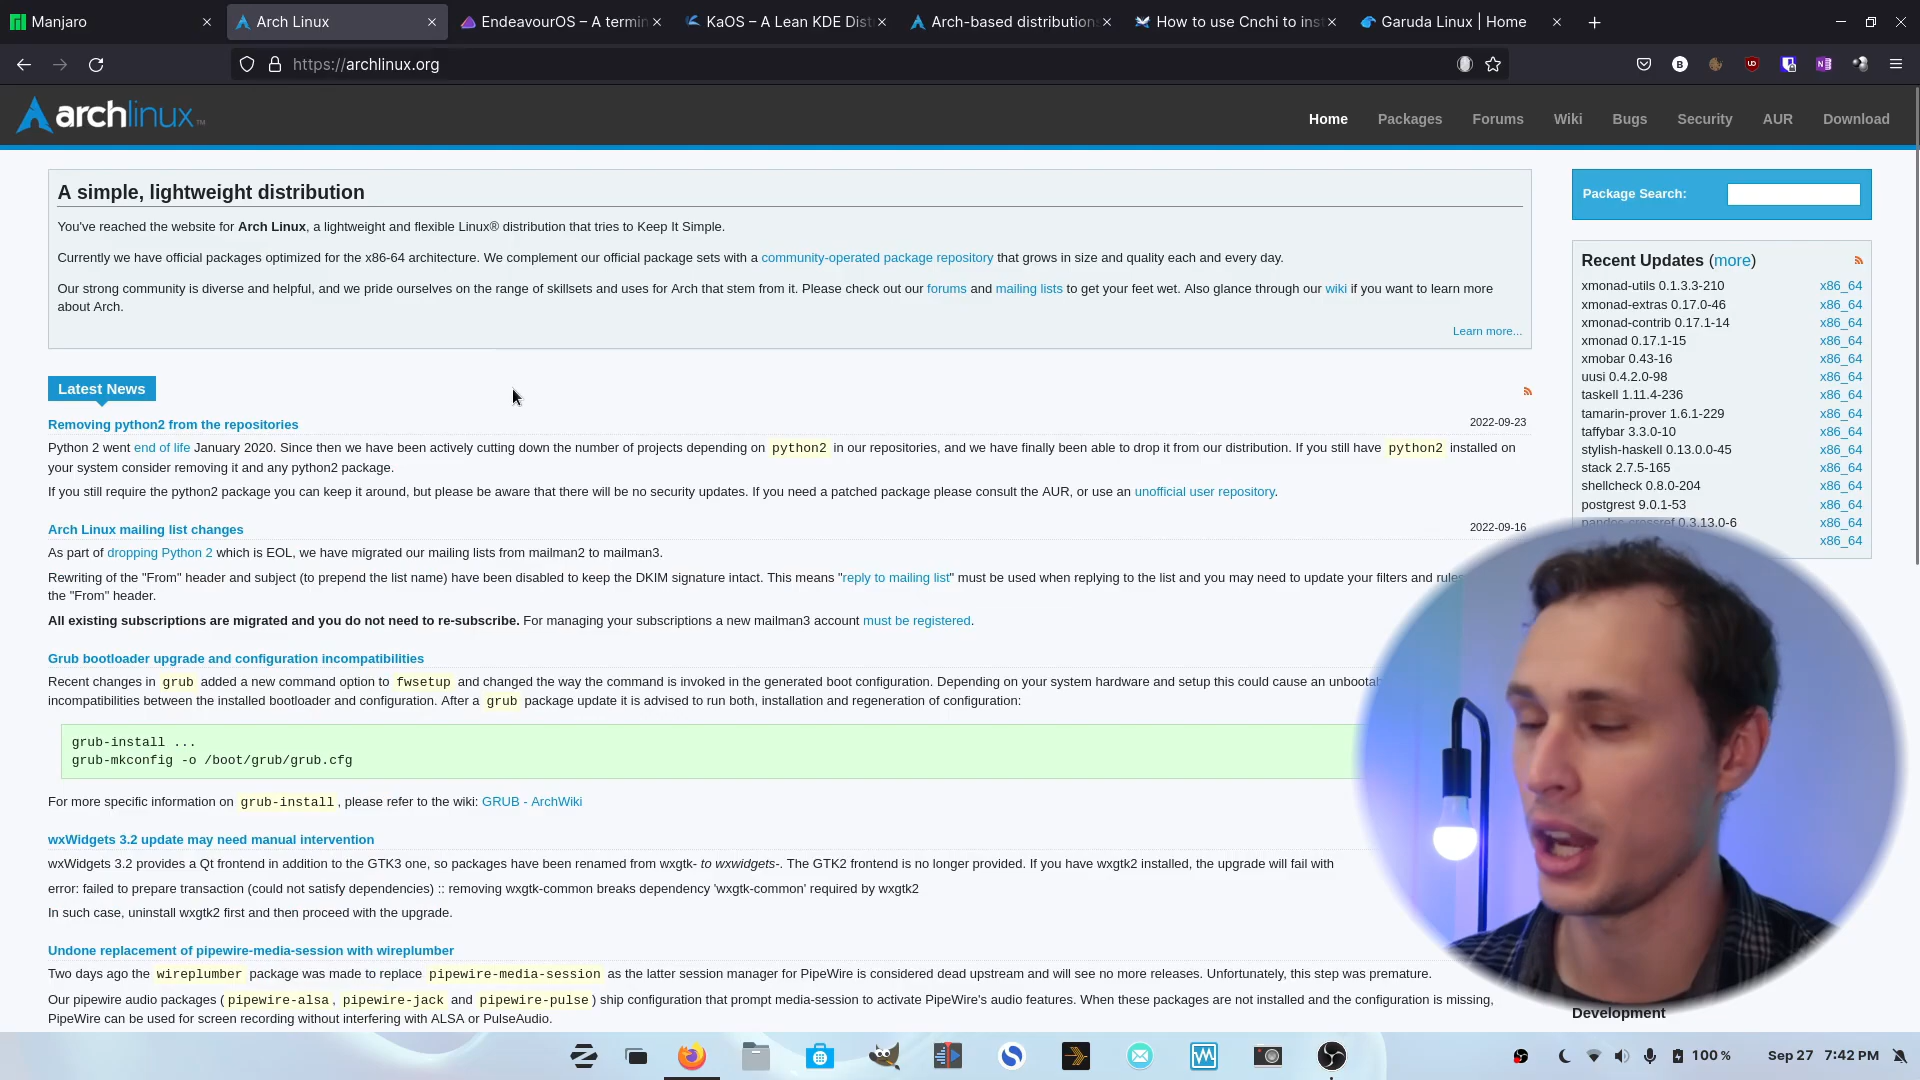 Manjaro
Arch Linux
EndeavourOS – A termin
KaOS – A Lean KDE Dist
Arch-based distributions
How to use Cnchi to inst
Garuda Linux | Home
https://archlinux.org
archlinux™
Home Packages Forums Wiki Bugs Security AUR Download
A simple, lightweight distribution
You've reached the website for Arch Linux, a lightweight and flexible Linux® distribution that tries to Keep It Simple.
Currently we have official packages optimized for the x86-64 architecture. We complement our official package sets with a community-operated package repository that grows in size and quality each and every day.
Our strong community is diverse and helpful, and we pride ourselves on the range of skillsets and uses for Arch that stem from it. Please check out our forums and mailing lists to get your feet wet. Also glance through our wiki if you want to learn more
about Arch.
Learn more...
Package Search:
Recent Updates (more)
xmonad-utils 0.1.3.3-210 x86_64
xmonad-extras 0.17.0-46 x86_64
xmonad-contrib 0.17.1-14 x86_64
xmonad 0.17.1-15 x86_64
xmobar 0.43-16 x86_64
uusi 0.4.2.0-98 x86_64
taskell 1.11.4-236 x86_64
tamarin-prover 1.6.1-229 x86_64
taffybar 3.3.0-10 x86_64
stylish-haskell 0.13.0.0-45 x86_64
stack 2.7.5-165 x86_64
shellcheck 0.8.0-204 x86_64
postgrest 9.0.1-53 x86_64
pandoc-crossref 0.3.13.0-6 x86_64
x86_64
Latest News
Removing python2 from the repositories 2022-09-23
Python 2 went end of life January 2020. Since then we have been actively cutting down the number of projects depending on python2 in our repositories, and we have finally been able to drop it from our distribution. If you still have python2 installed on
your system consider removing it and any python2 package.
If you still require the python2 package you can keep it around, but please be aware that there will be no security updates. If you need a patched package please consult the AUR, or use an unofficial user repository.
Arch Linux mailing list changes 2022-09-16
As part of dropping Python 2 which is EOL, we have migrated our mailing lists from mailman2 to mailman3.
Rewriting of the "From" header and subject (to prepend the list name) have been disabled to keep the DKIM signature intact. This means "reply to mailing list" must be used when replying to the list and you may need to update your filters and rules
the "From" header.
All existing subscriptions are migrated and you do not need to re-subscribe. For managing your subscriptions a new mailman3 account must be registered.
Grub bootloader upgrade and configuration incompatibilities
Recent changes in grub added a new command option to fwsetup and changed the way the command is invoked in the generated boot configuration. Depending on your system hardware and setup this could cause an unbootab
incompatibilities between the installed bootloader and configuration. After a grub package update it is advised to run both, installation and regeneration of configuration:
grub-install ...
grub-mkconfig -o /boot/grub/grub.cfg
For more specific information on grub-install, please refer to the wiki: GRUB - ArchWiki
wxWidgets 3.2 update may need manual intervention
wxWidgets 3.2 provides a Qt frontend in addition to the GTK3 one, so packages have been renamed from wxgtk- to wxwidgets-. The GTK2 frontend is no longer provided. If you have wxgtk2 installed, the upgrade will fail with
error: failed to prepare transaction (could not satisfy dependencies) :: removing wxgtk-common breaks dependency 'wxgtk-common' required by wxgtk2
In such case, uninstall wxgtk2 first and then proceed with the upgrade.
Undone replacement of pipewire-media-session with wireplumber
Two days ago the wireplumber package was made to replace pipewire-media-session as the latter session manager for PipeWire is considered dead upstream and will see no more releases. Unfortunately, this step was premature.
Our pipewire audio packages (pipewire-alsa, pipewire-jack and pipewire-pulse) ship configuration that prompt media-session to activate PipeWire's audio features. When these packages are not installed and the configuration is missing,
PipeWire can be used for screen recording without interfering with ALSA or PulseAudio.
Development
100 %
Sep 27 7:42 PM